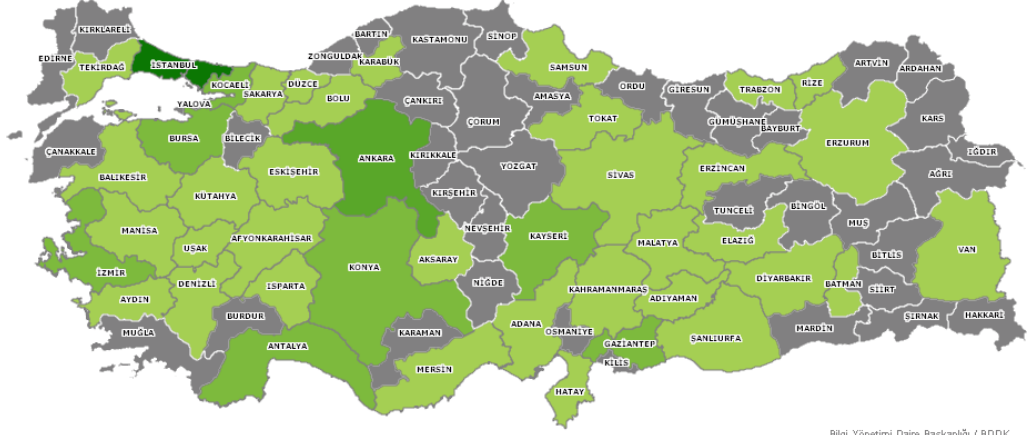 KIRKLARELİ
EDİRNE
TEKİRDAĞ
İSTANBUL
KOCAELİ
YALOVA
SAKARYA
DÜZCE
ZONGULDAK
BARTIN
KARABÜK
KASTAMONU
SİNOP
SAMSUN
ORDU
GİRESUN
TRABZON
RİZE
ARTVİN
ARDAHAN
BOLU
ÇANKIRI
ÇORUM
AMASYA
TOKAT
GÜMÜŞHANE
BAYBURT
KARS
IĞDIR
ÇANAKKALE
BURSA
BİLECİK
ANKARA
KIRIKKALE
YOZGAT
SİVAS
ERZİNCAN
ERZURUM
AĞRI
BALIKESİR
KÜTAHYA
ESKİŞEHİR
KIRŞEHİR
NEVŞEHİR
KAYSERİ
MALATYA
TUNCELİ
BİNGÖL
MUŞ
MANİSA
UŞAK
AFYONKARAHİSAR
AKSARAY
ELAZIĞ
BİTLİS
VAN
İZMİR
DENİZLİ
ISPARTA
KONYA
NİĞDE
KAHRAMANMARAŞ
ADIYAMAN
DİYARBAKIR
BATMAN
SİİRT
AYDIN
MUĞLA
BURDUR
ANTALYA
KARAMAN
MERSİN
ADANA
OSMANİYE
GAZİANTEP
KİLİS
HATAY
ŞANLIURFA
MARDİN
ŞIRNAK
HAKKARİ
Bilgi Yönetimi Daire Başkanlığı / BDDK